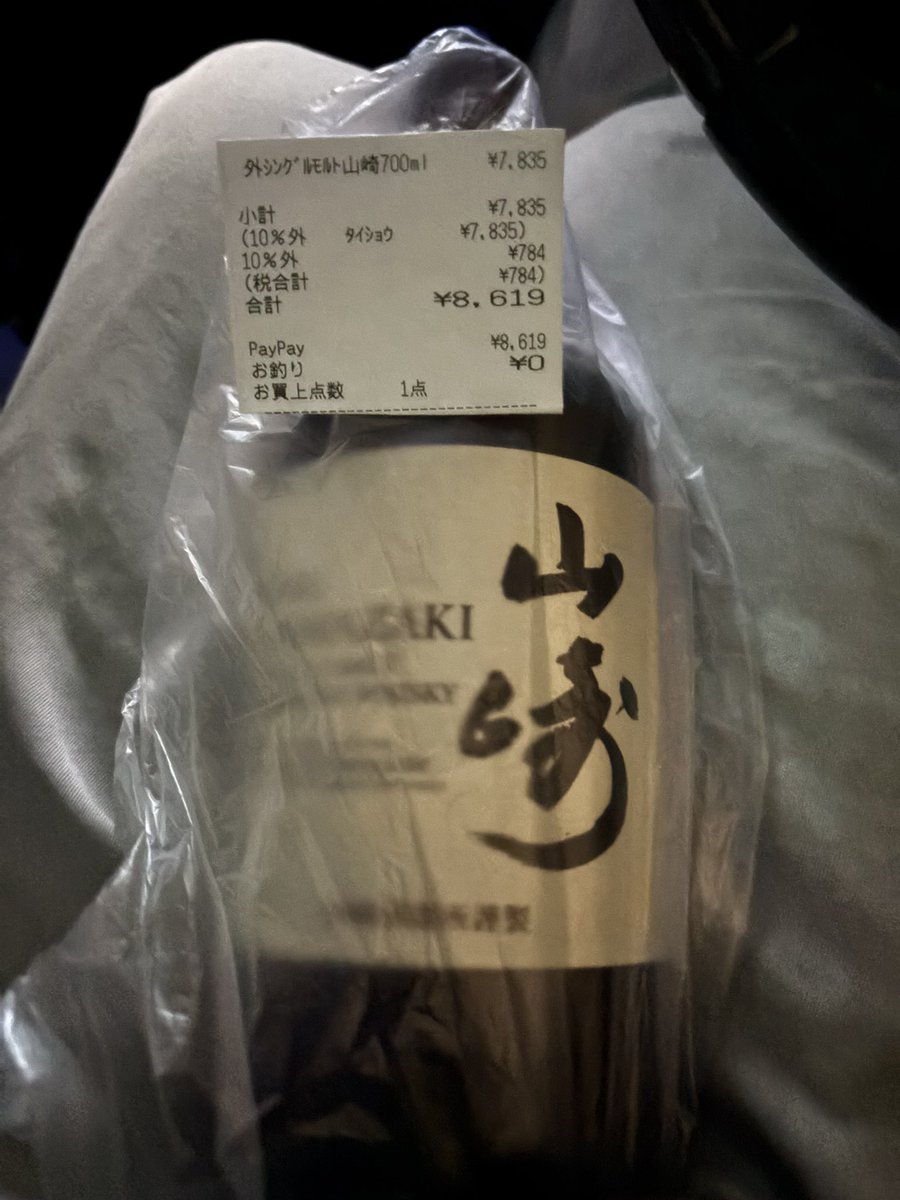 外シングルモルト山崎700ml ¥7,835
小計 ¥7,835
(10%外 タイショウ ¥7,835)
10%外 ¥784
(税合計 ¥784)
合計 ¥8,619
PayPay ¥8,619
お釣り ¥0
お買上点数 1点
山崎
謹製